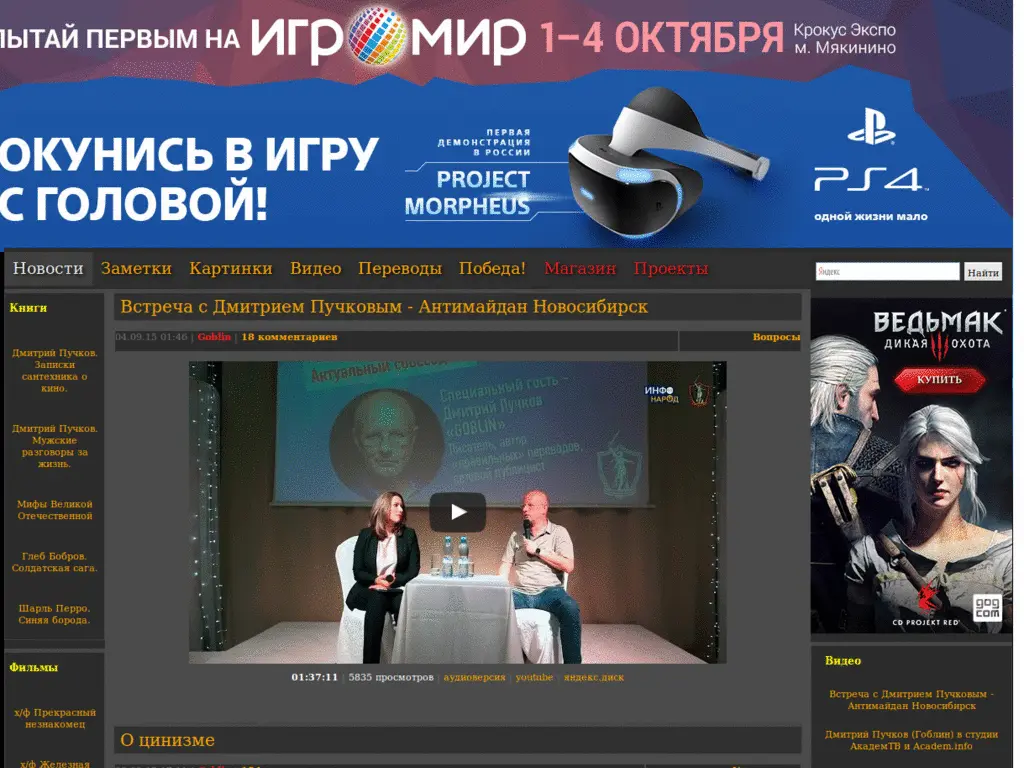 ПЫТАЙ ПЕРВЫМ НА ИГРОМИР 1–4 ОКТЯБРЯ
Крокус Экспо
м. Мякинино
ОКУНИСЬ В ИГРУ
С ГОЛОВОЙ!
ПЕРВАЯ
ДЕМОНСТРАЦИЯ
В РОССИИ
PROJECT
MORPHEUS
PS4
одной жизни мало
Новости Заметки Картинки Видео Переводы Победа! Магазин Проекты
Яндекс
Найти
Книги
Дмитрий Пучков.
Записки
сантехника о
кино.
Дмитрий Пучков.
Мужские
разговоры за
жизнь.
Мифы Великой
Отечественной
Глеб Бобров.
Солдатская сага.
Шарль Перро.
Синяя борода.
Фильмы
х/ф Прекрасный
незнакомец
х/ф Железная
Встреча с Дмитрием Пучковым - Антимайдан Новосибирск
04.09.15 01:46 | Goblin | 18 комментариев
Вопросы
Актуальный
Специальный гость –
Дмитрий Пучков
«GOBLIN»
Писатель, автор
«правильных» переводов,
сетевой публицист
ИНФО
НАРОД
01:37:11 | 5835 просмотров | аудиоверсия | youtube | яндекс.диск
О цинизме
ВЕДЬМАК
ДИКАЯ ОХОТА
КУПИТЬ
CD PROJEKT RED
gog
com
Видео
Встреча с Дмитрием Пучковым -
Антимайдан Новосибирск
Дмитрий Пучков (Гоблин) в студии
АкадемТВ и Academ.info